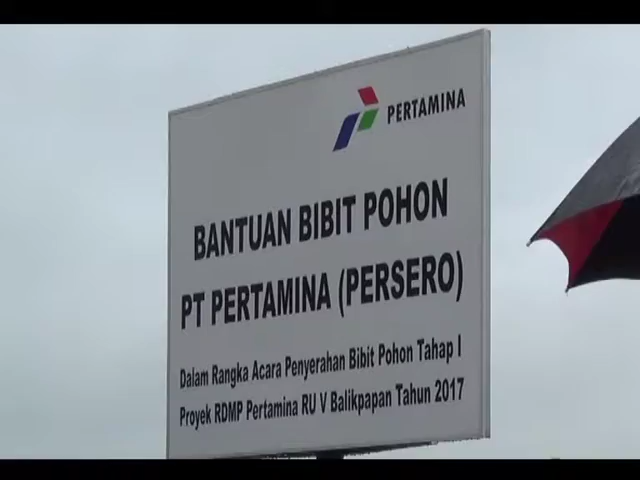 PERTAMINA
BANTUAN BIBIT POHON
PT PERTAMINA (PERSERO)
Dalam Rangka Acara Penyerahan Bibit Pohon Tahap I
Proyek RDMP Pertamina RU V Balikpapan Tahun 2017